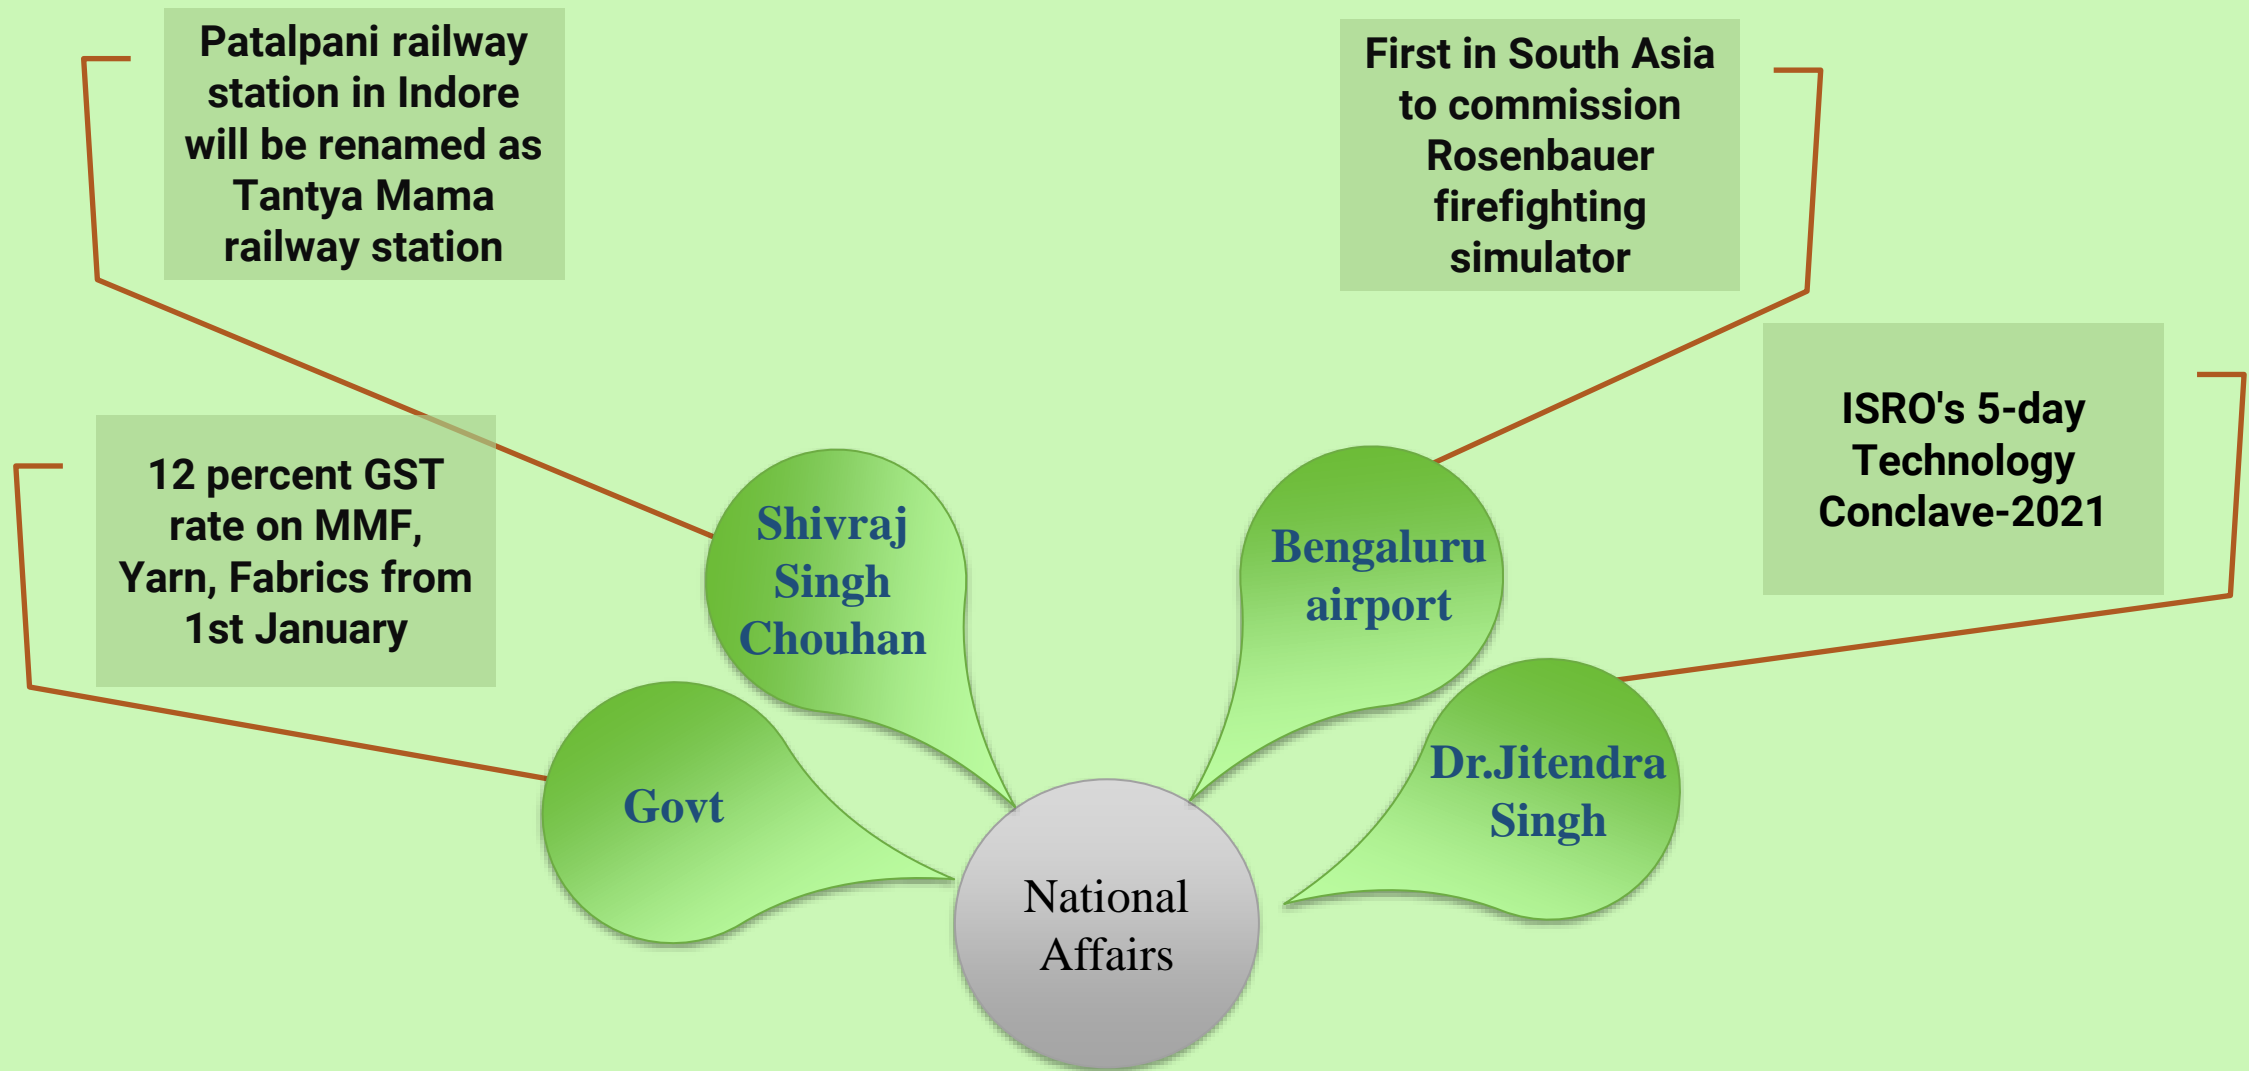 Patalpani railway
station in Indore
will be renamed as
Tantya Mama
railway station
First in South Asia
to commission
Rosenbauer
firefighting
simulator
12 percent GST
rate on MMF,
Yarn, Fabrics from
1st January
ISRO's 5-day
Technology
Conclave-2021
Shivraj
Singh
Chouhan
Bengaluru
airport
Govt
Dr.Jitendra
Singh
National
Affairs